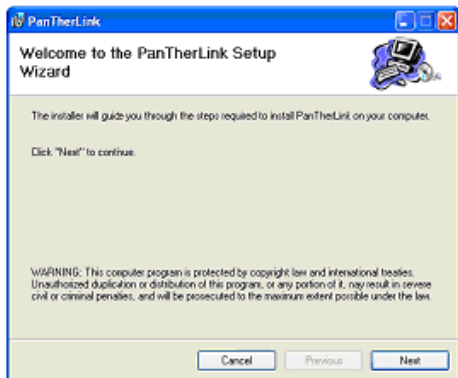 PanTherLink
Welcome to the PanTherLink Setup
Wizard
The installer will guide you through the steps required to install PanTherLink on your computer.
Click "Next" to continue.
WARNING: This computer program is protected by copyright law and international treaties.
Unauthorized duplication or distribution of this program, or any portion of it, may result in severe
civil or criminal penalties, and will be prosecuted to the maximum extent possible under the law.
Cancel
Previous
Next